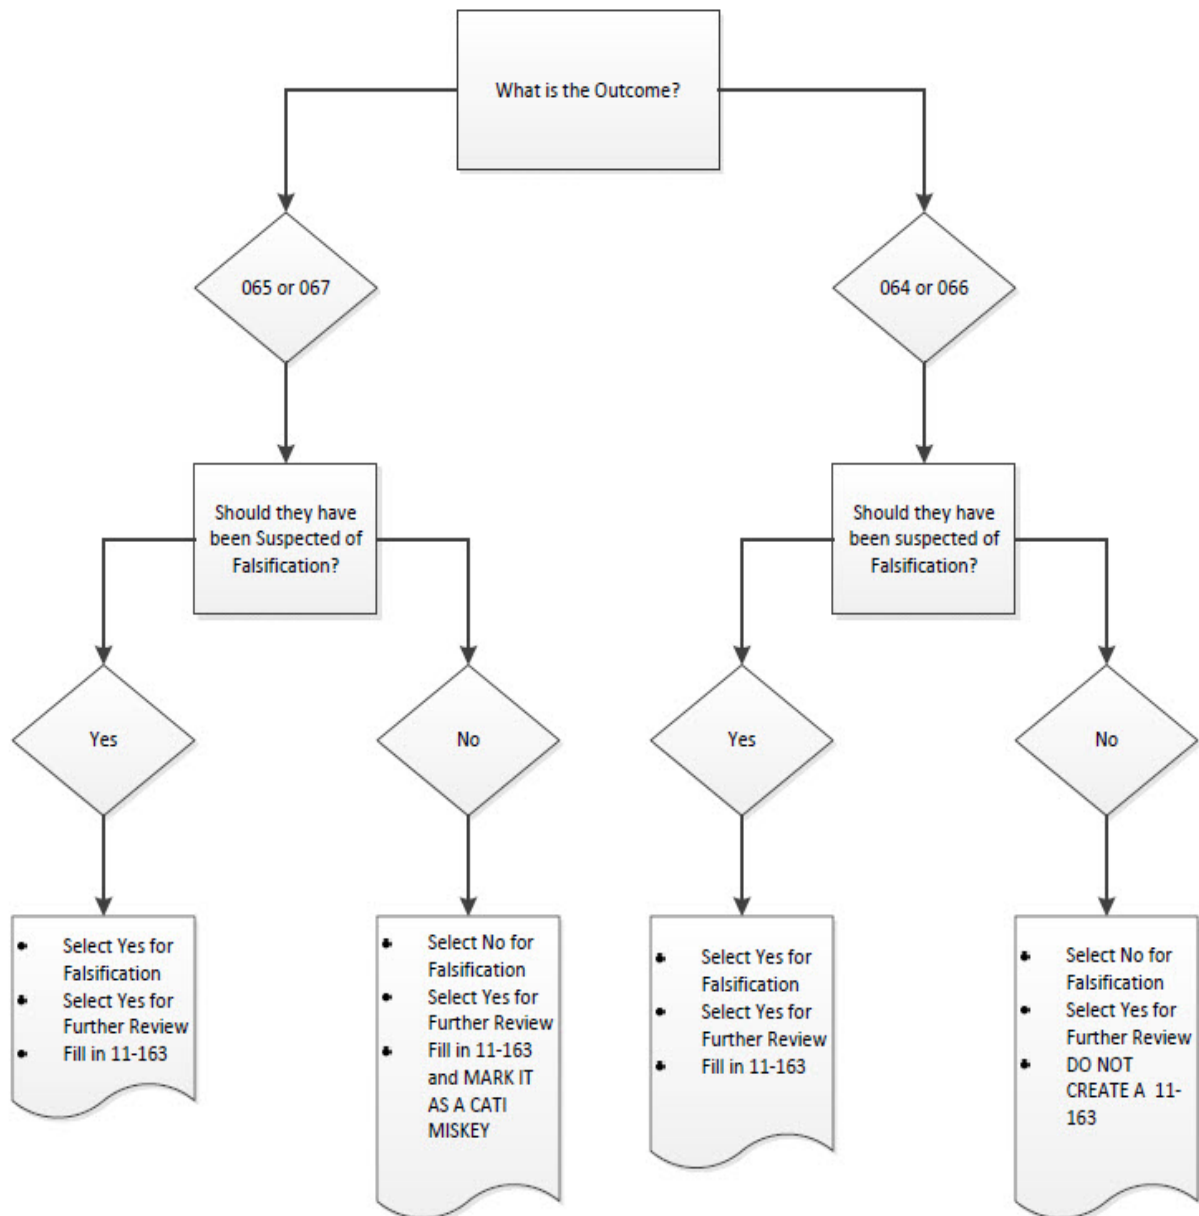 What is the Outcome?
065 or 067
064 or 066
Should they have
been Suspected of
Falsification?
Should they have
been suspected of
Falsification?
Yes
No
Yes
No
Select Yes for
Falsification
Select Yes for
Further Review
Fill in 11-163
Select No for
Falsification
Select Yes for
Further Review
Fill in 11-163
and MARK IT
AS A CATI
MISKEY
Select Yes for
Falsification
Select Yes for
Further Review
Fill in 11-163
Select No for
Falsification
Select Yes for
Further Review
DO NOT
CREATE A 11-
163